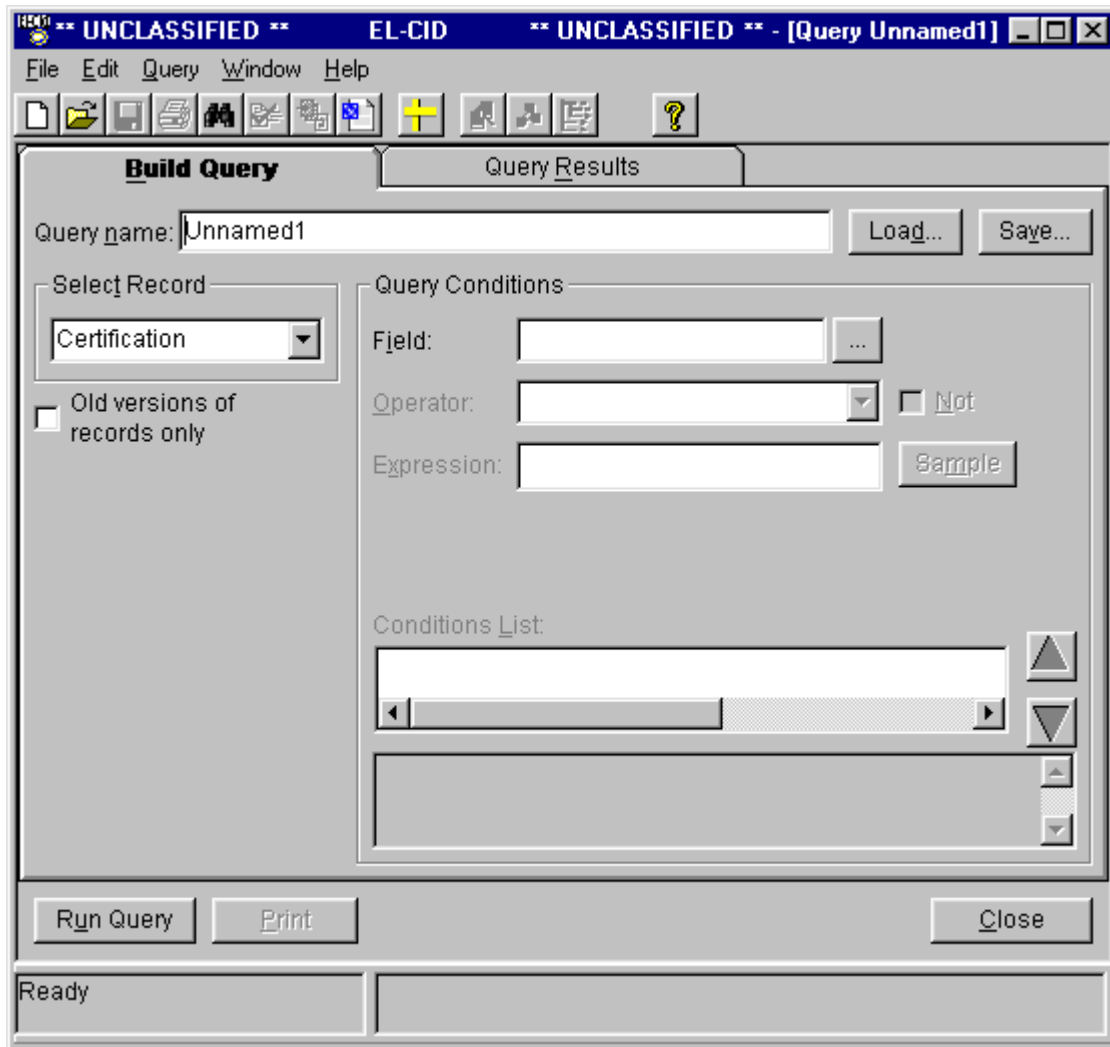 ** UNCLASSIFIED ** EL-CID ** UNCLASSIFIED ** - [Query Unnamed1]
File Edit Query Window Help
Build Query Query Results
Query name: Unnamed1 Load... Save...
Select Record Query Conditions
Certification Field: ...
Old versions of
records only
Operator: Not
Expression: Sample
Conditions List:
Run Query Print Close
Ready